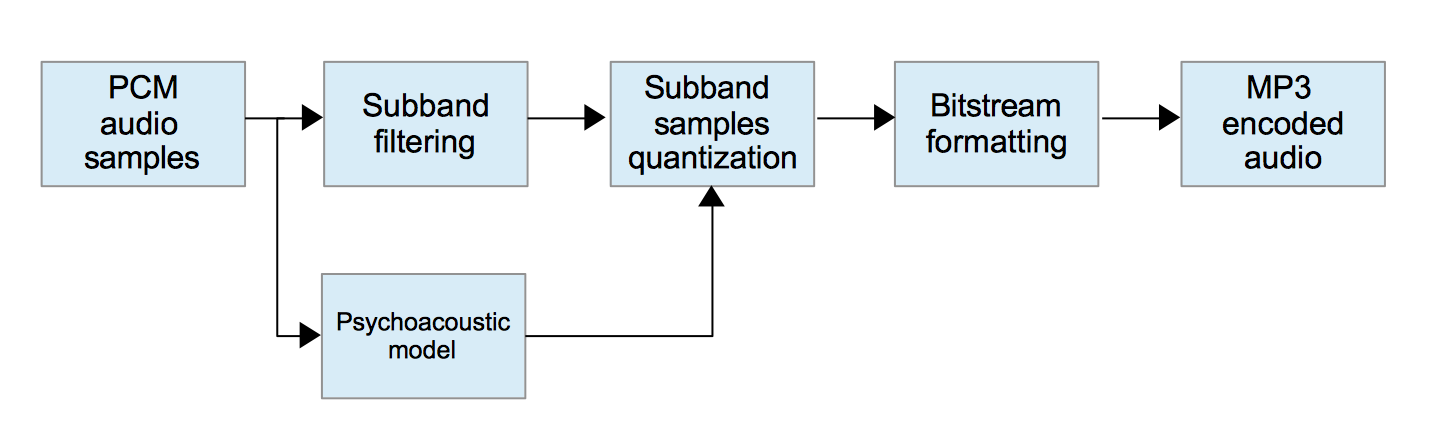 PCM
audio
samples
Subband
filtering
Subband
samples
quantization
Bitstream
formatting
MP3
encoded
audio
Psychoacoustic
model